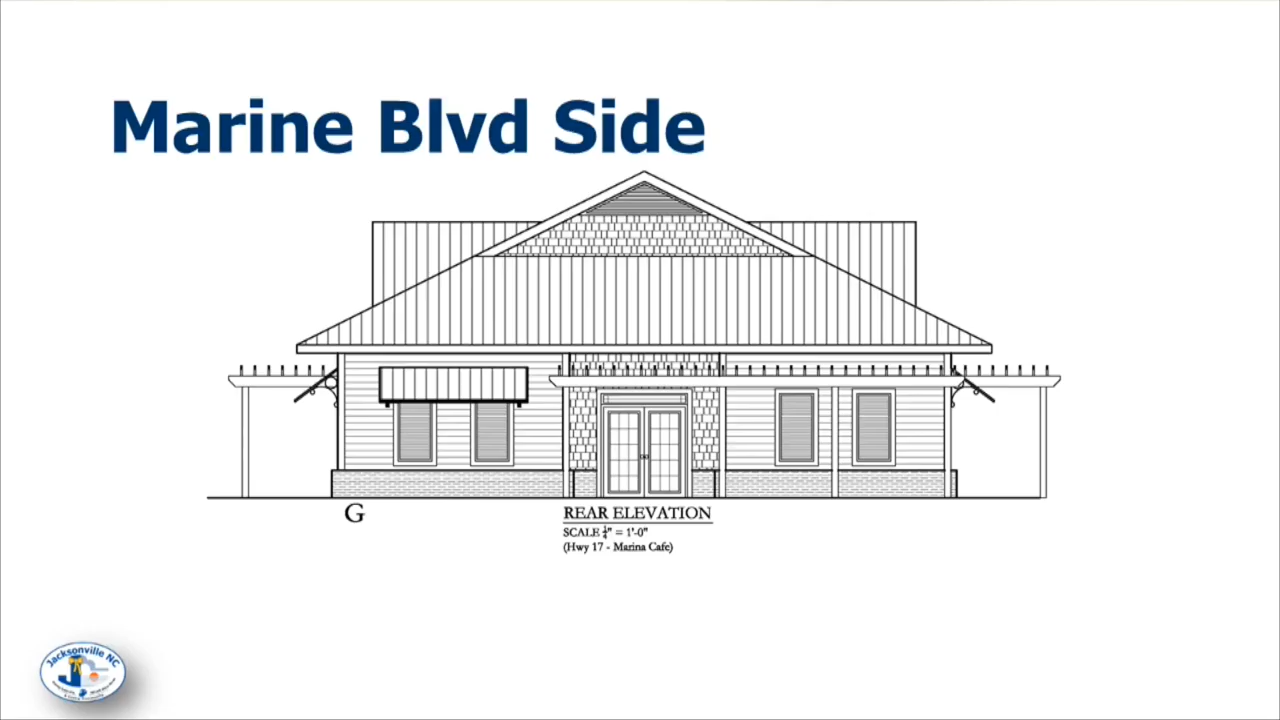 Marine Blvd Side
G
REAR ELEVATION
SCALE ¼" = 1'-0"
(Hwy 17 - Marina Cafe)
Jacksonville NC